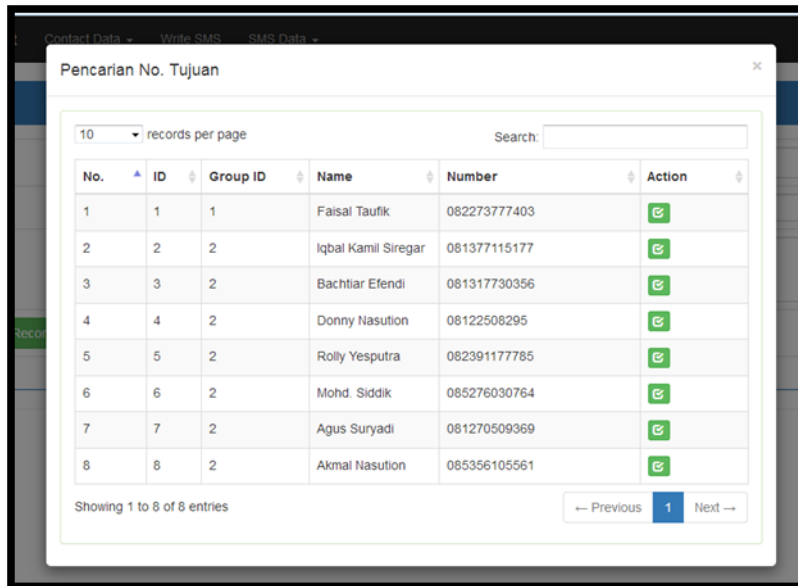 Contact Data Write SMS SMS Data
Pencarian No. Tujuan ×
10 records per page Search:
No. ID Group ID Name Number Action
1 1 1 Faisal Taufik 082273777403
2 2 2 Iqbal Kamil Siregar 081377115177
3 3 2 Bachtiar Efendi 081317730356
4 4 2 Donny Nasution 08122508295
5 5 2 Rolly Yesputra 082391177785
6 6 2 Mohd. Siddik 085276030764
7 7 2 Agus Suryadi 081270509369
8 8 2 Akmal Nasution 085356105561
Showing 1 to 8 of 8 entries ← Previous 1 Next →